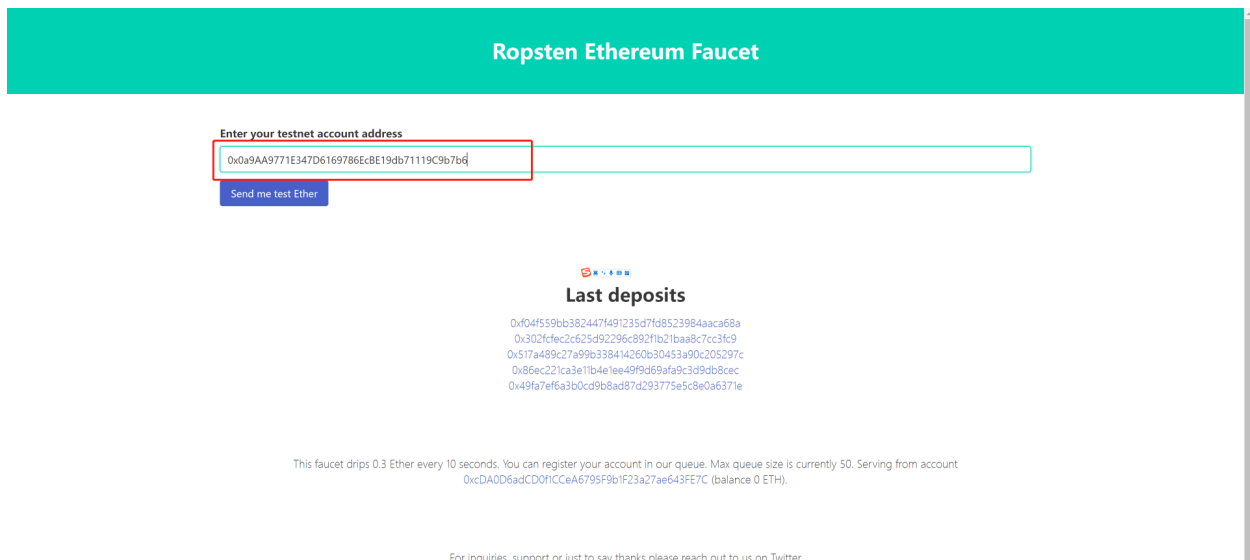 Ropsten Ethereum Faucet
Enter your testnet account address
0x0a9AA9771E347D6169786EcBE19db71119C9b7b6
Send me test Ether
Last deposits
0xf04f559bb382447f491235d7fd8523984aaca68a
0x302fcfec2c625d92296c892f1b21baa8c7cc3fc9
0x517a489c27a99b338414260b30453a90c205297c
0x86ec221ca3e11b4e1ee49f9d69afa9c3d9db8cec
0x49fa7ef6a3b0cd9b8ad87d293775e5c8e0a6371e
This faucet drips 0.3 Ether every 10 seconds. You can register your account in our queue. Max queue size is currently 50. Serving from account
0xcDA0D6adCD0f1CCeA6795F9b1F23a27ae643FE7C (balance 0 ETH).
For inquiries, support or just to say thanks please reach out to us on Twitter